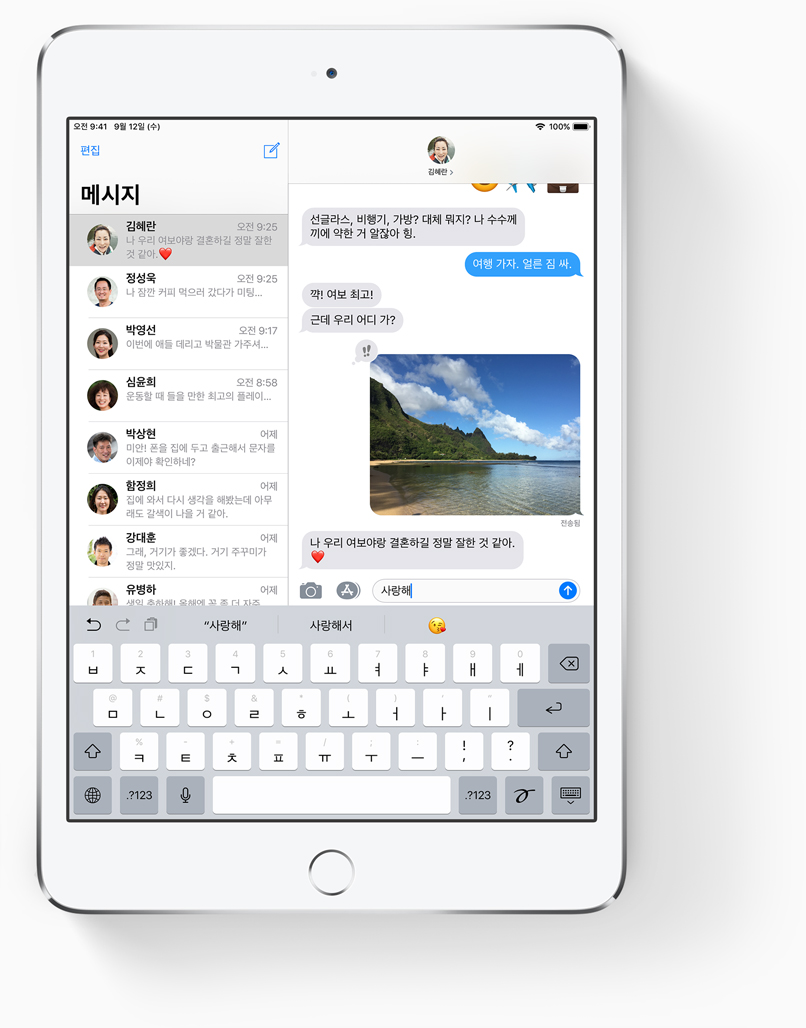 오전 9:41 9월 12일 (수)
100%
편집
메시지
김혜란 오전 9:25
나 우리 여보야랑 결혼하길 정말 잘한
것 같아.❤️
정성욱 오전 9:25
나 잠깐 커피 먹으러 갔다가 미팅...
박영선 오전 9:17
이번에 애들 데리고 박물관 가주셔...
심윤희 오전 8:58
운동할 때 들을 만한 최고의 플레이...
박상현 어제
미안! 폰을 집에 두고 출근해서 문자를
이제야 확인하네?
함정희 어제
집에 와서 다시 생각을 해봤는데 아무
래도 갈색이 나을 거 같아.
강대훈 어제
그래, 거기가 좋겠다. 거기 주꾸미가
정말 맛있지.
유병하 어제
생일 축하해! 올해엔 꼭 좀 더 자주
김혜란 >
선글라스, 비행기, 가방? 대체 뭐지? 나 수수께
끼에 약한 거 알잖아 힝.
여행 가자. 얼른 짐 싸.
꺅! 여보 최고!
근데 우리 어디 가?
!!
전송됨
나 우리 여보야랑 결혼하길 정말 잘한 것 같아.
❤️
사랑해
“사랑해” 사랑해서 😘
1 2 3 4 5 6 7 8 9 0
ㅂ ㅈ ㄷ ㄱ ㅅ ㅛ ㅕ ㅑ ㅐ ㅔ
@ # $ & * ( ) ' "
ㅁ ㄴ ㅇ ㄹ ㅎ ㅗ ㅓ ㅏ ㅣ
% - + = / ; : ! ?
ㅋ ㅌ ㅊ ㅍ ㅠ ㅜ ㅡ , .
.?123 .?123